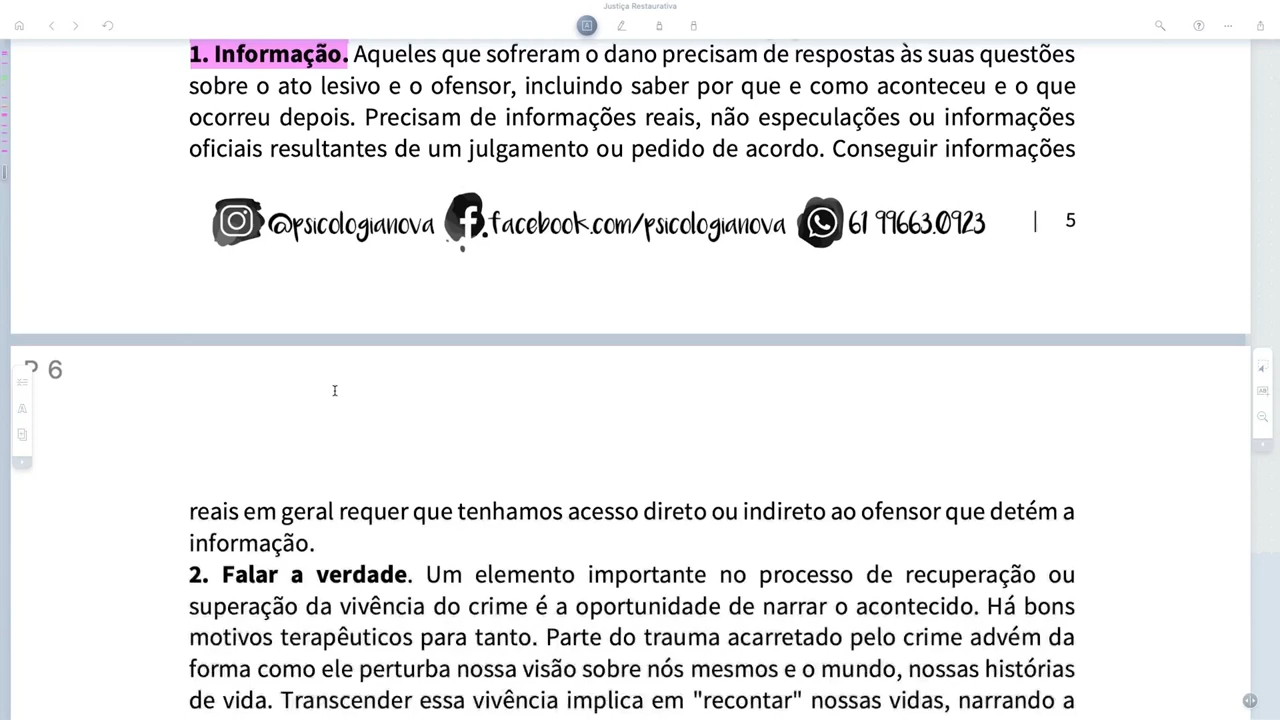 Justiça Restaurativa
1. Informação. Aqueles que sofreram o dano precisam de respostas às suas questões
sobre o ato lesivo e o ofensor, incluindo saber por que e como aconteceu e o que
ocorreu depois. Precisam de informações reais, não especulações ou informações
oficiais resultantes de um julgamento ou pedido de acordo. Conseguir informações
@psicologianova facebook.com/psicologianova 61 99663.0923 | 5
P 6
reais em geral requer que tenhamos acesso direto ou indireto ao ofensor que detém a
informação.
2. Falar a verdade. Um elemento importante no processo de recuperação ou
superação da vivência do crime é a oportunidade de narrar o acontecido. Há bons
motivos terapêuticos para tanto. Parte do trauma acarretado pelo crime advém da
forma como ele perturba nossa visão sobre nós mesmos e o mundo, nossas histórias
de vida. Transcender essa vivência implica em "recontar" nossas vidas, narrando a